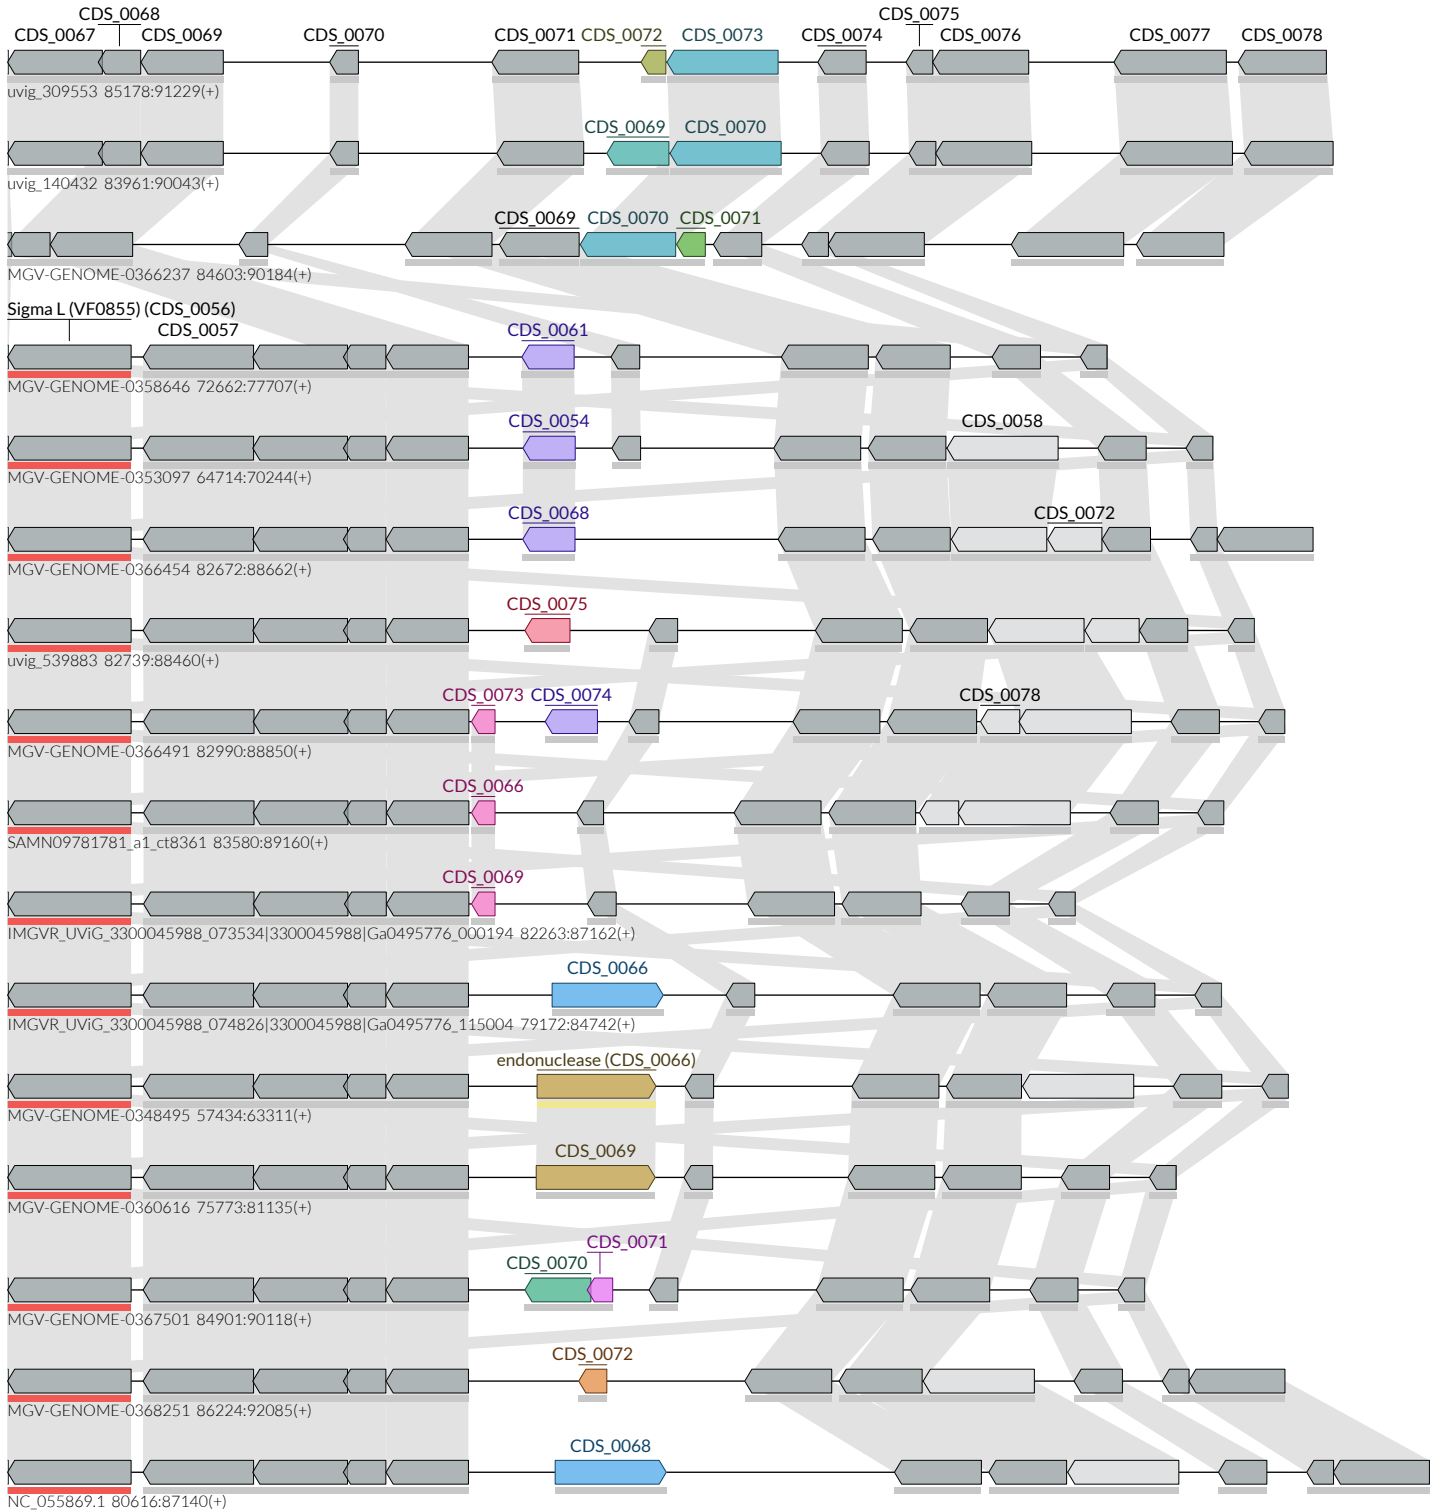 CDS_0068 CDS_0075
CDS_0067 CDS_0069 CDS_0070 CDS_0071 CDS_0072 CDS_0073 CDS_0074 CDS_0076 CDS_0077 CDS_0078
uvig_309553 85178:91229(+)
CDS_0069 CDS_0070
uvig_140432 83961:90043(+)
CDS_0069 CDS_0070 CDS_0071
MGV-GENOME-0366237 84603:90184(+)
Sigma L (VF0855) (CDS_0056)
CDS_0057 CDS_0061
MGV-GENOME-0358646 72662:77707(+)
CDS_0054 CDS_0058
MGV-GENOME-0353097 64714:70244(+)
CDS_0068 CDS_0072
MGV-GENOME-0366454 82672:88662(+)
CDS_0075
uvig_539883 82739:88460(+)
CDS_0073 CDS_0074 CDS_0078
MGV-GENOME-0366491 82990:88850(+)
CDS_0066
SAMN09781781_a1_ct8361 83580:89160(+)
CDS_0069
IMGVR_UViG_3300045988_073534|3300045988|Ga0495776_000194 82263:87162(+)
CDS_0066
IMGVR_UViG_3300045988_074826|3300045988|Ga0495776_115004 79172:84742(+)
endonuclease (CDS_0066)
MGV-GENOME-0348495 57434:63311(+)
CDS_0069
MGV-GENOME-0360616 75773:81135(+)
CDS_0071
CDS_0070
MGV-GENOME-0367501 84901:90118(+)
CDS_0072
MGV-GENOME-0368251 86224:92085(+)
CDS_0068
NC_055869.1 80616:87140(+)